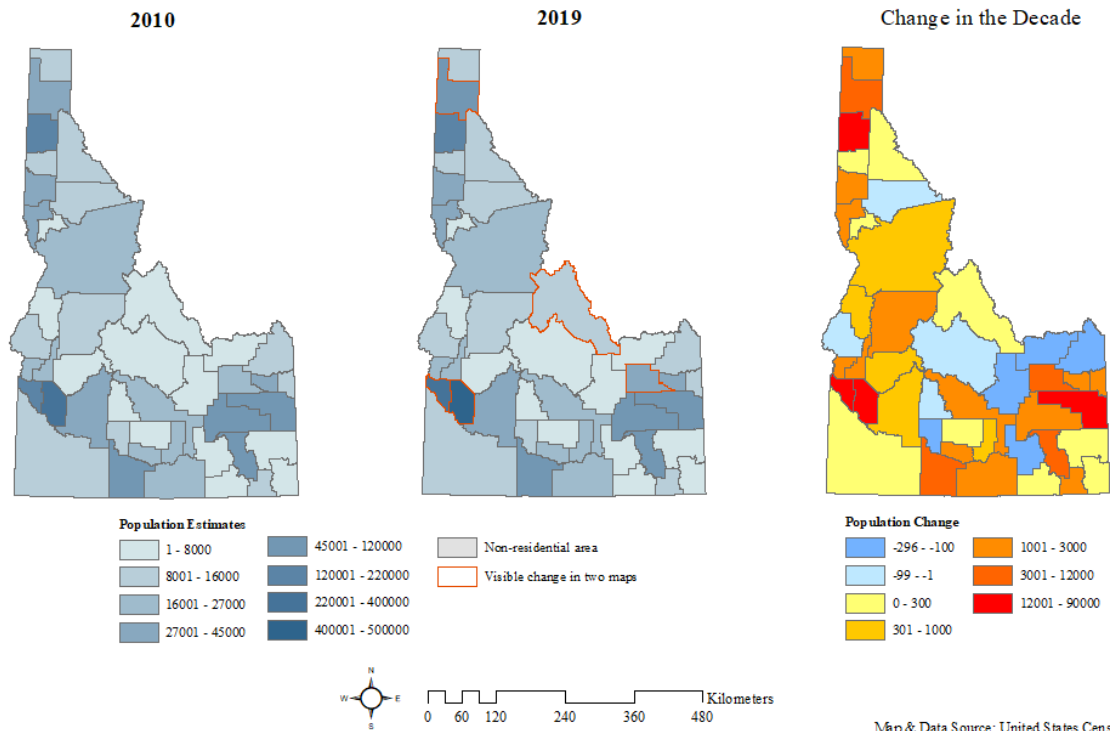 2010
2019
Change in the Decade
Population Estimates
1 - 8000
8001 - 16000
16001 - 27000
27001 - 45000
45001 - 120000
120001 - 220000
220001 - 400000
400001 - 500000
Non-residential area
Visible change in two maps
Population Change
-296 - -100
-99 - -1
0 - 300
301 - 1000
1001 - 3000
3001 - 12000
12001 - 90000
N
W E
S
Kilometers
0 60 120 240 360 480
Map & Data Source: United States Cens